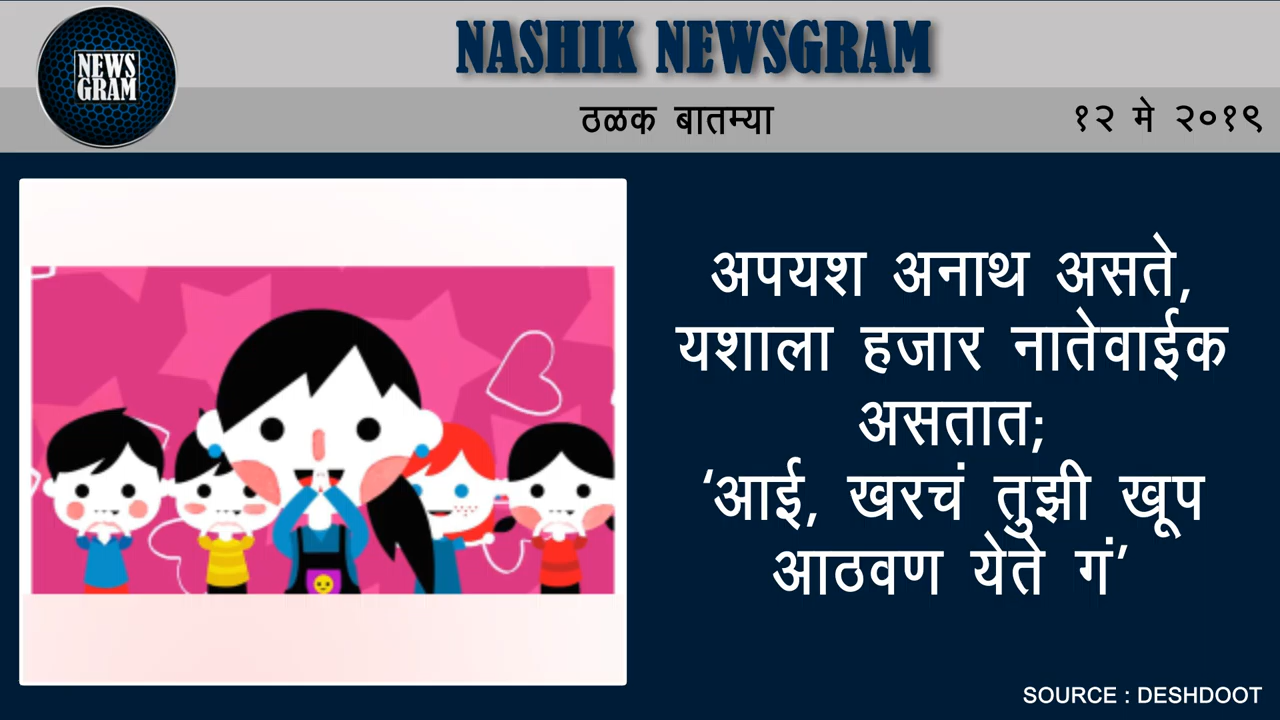 NEWS
GRAM
NASHIK NEWSGRAM
ठळक बातम्या
१२ मे २०१९
अपयश अनाथ असते,
यशाला हजार नातेवाईक
असतात;
‘आई, खरचं तुझी खूप
आठवण येते गं’
SOURCE : DESHDOOT